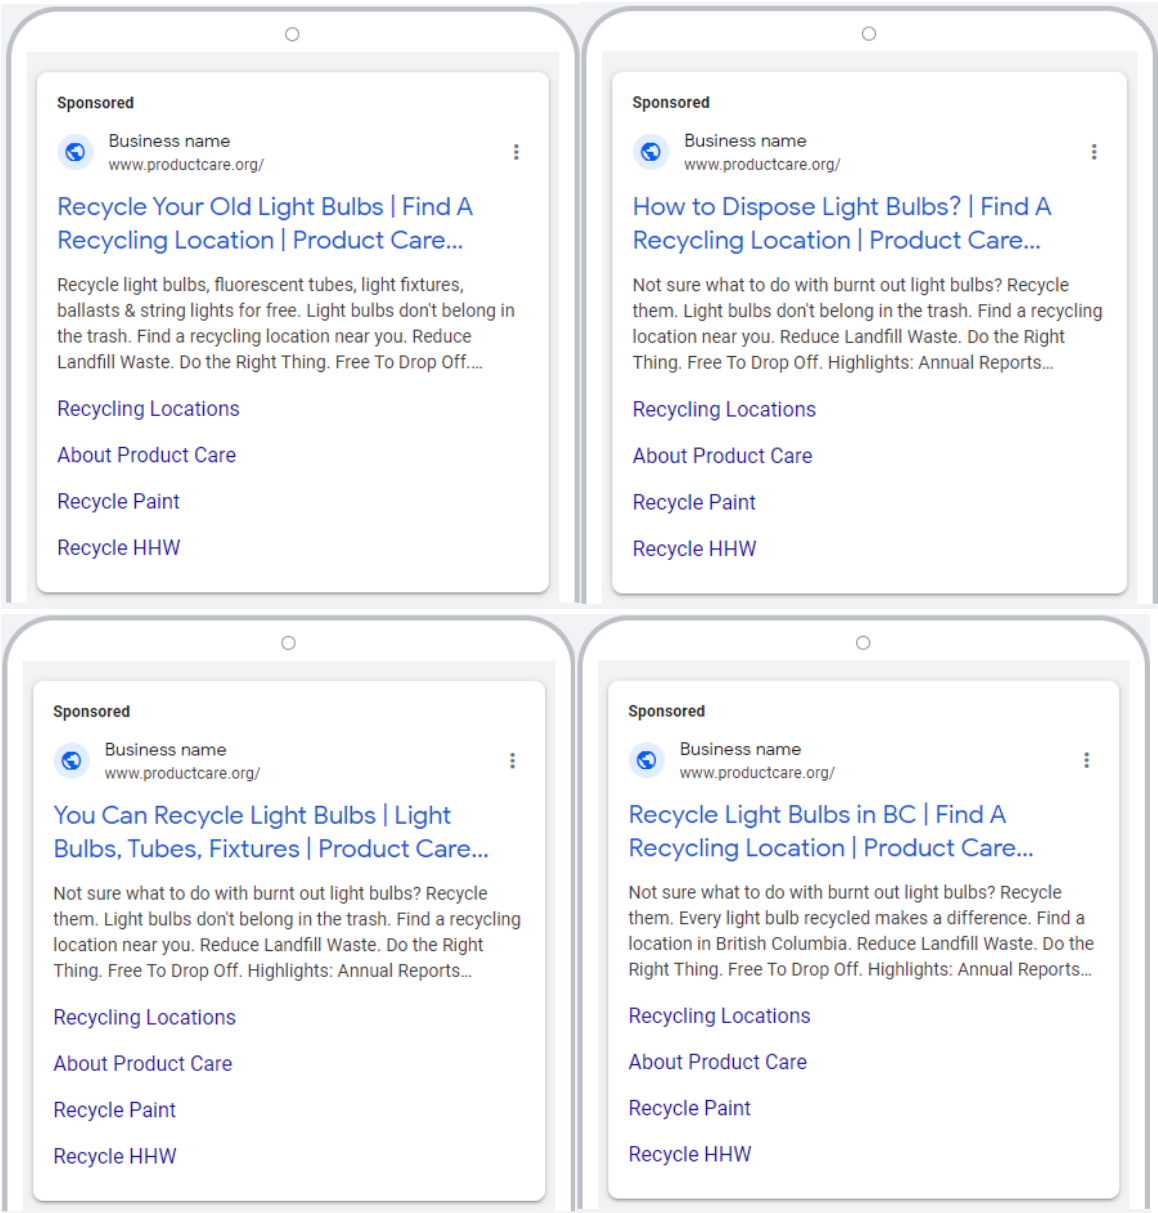 Sponsored
Business name
www.productcare.org/
Recycle Your Old Light Bulbs | Find A
Recycling Location | Product Care...
Recycle light bulbs, fluorescent tubes, light fixtures,
ballasts & string lights for free. Light bulbs don't belong in
the trash. Find a recycling location near you. Reduce
Landfill Waste. Do the Right Thing. Free To Drop Off....
Recycling Locations
About Product Care
Recycle Paint
Recycle HHW
Sponsored
Business name
www.productcare.org/
How to Dispose Light Bulbs? | Find A
Recycling Location | Product Care...
Not sure what to do with burnt out light bulbs? Recycle
them. Light bulbs don't belong in the trash. Find a recycling
location near you. Reduce Landfill Waste. Do the Right
Thing. Free To Drop Off. Highlights: Annual Reports...
Recycling Locations
About Product Care
Recycle Paint
Recycle HHW
Sponsored
Business name
www.productcare.org/
You Can Recycle Light Bulbs | Light
Bulbs, Tubes, Fixtures | Product Care...
Not sure what to do with burnt out light bulbs? Recycle
them. Light bulbs don't belong in the trash. Find a recycling
location near you. Reduce Landfill Waste. Do the Right
Thing. Free To Drop Off. Highlights: Annual Reports...
Recycling Locations
About Product Care
Recycle Paint
Recycle HHW
Sponsored
Business name
www.productcare.org/
Recycle Light Bulbs in BC | Find A
Recycling Location | Product Care...
Not sure what to do with burnt out light bulbs? Recycle
them. Every light bulb recycled makes a difference. Find a
location in British Columbia. Reduce Landfill Waste. Do the
Right Thing. Free To Drop Off. Highlights: Annual Reports...
Recycling Locations
About Product Care
Recycle Paint
Recycle HHW